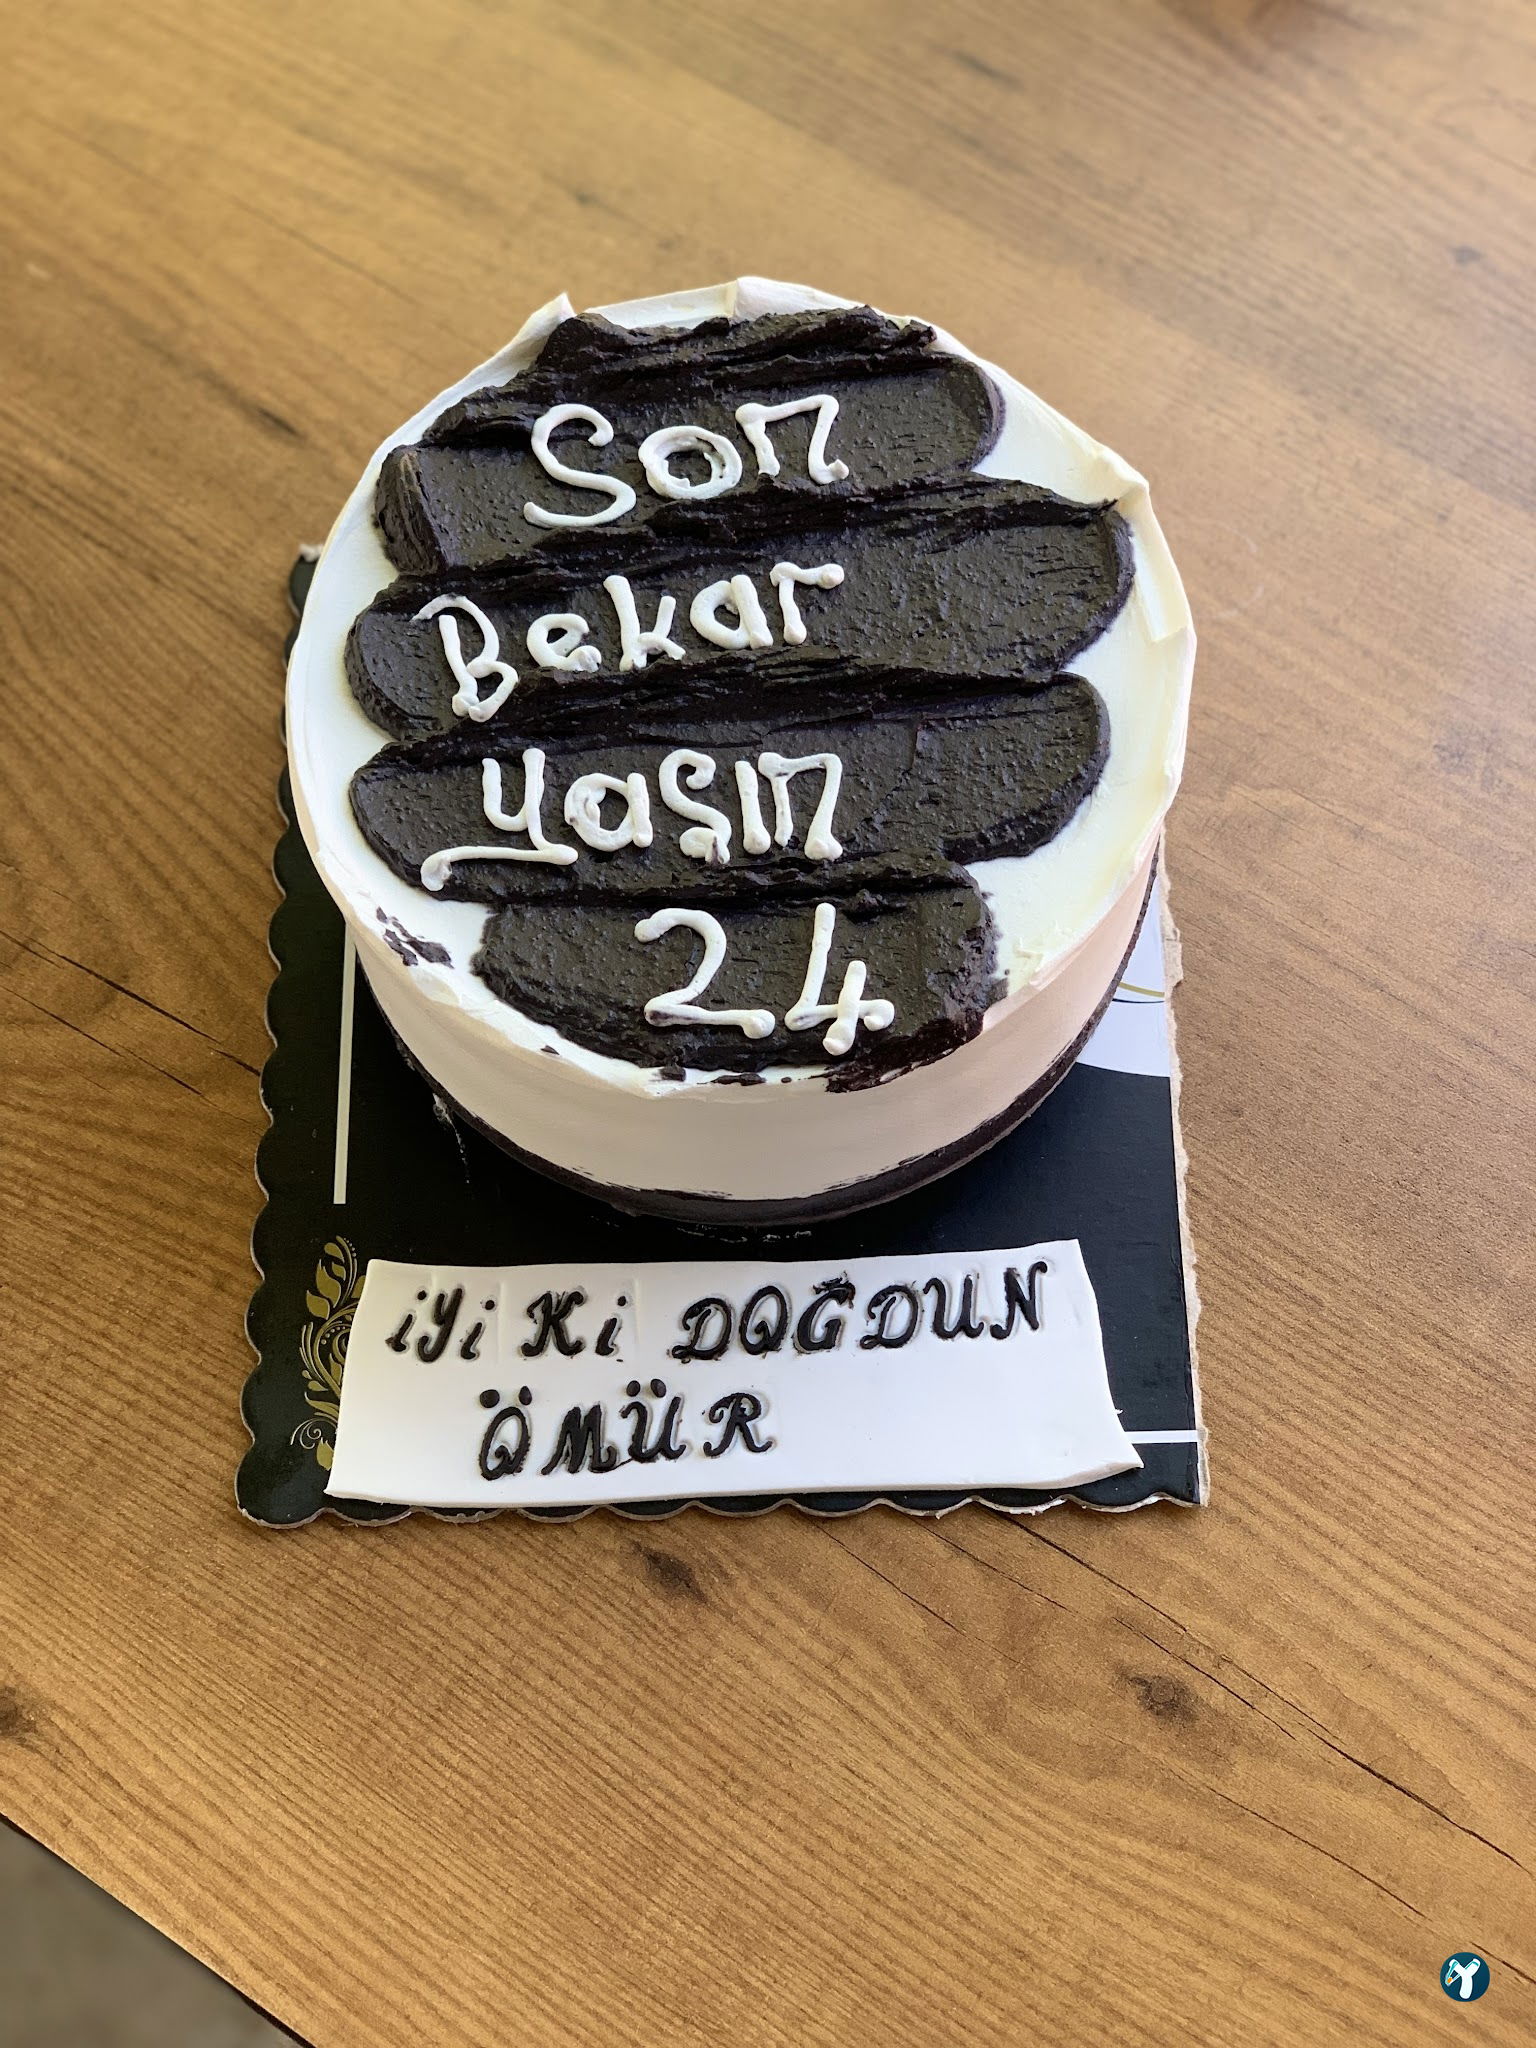 Son
Bekar
Yaşın
24
iyi Ki DOĞDUN
ÖMÜR